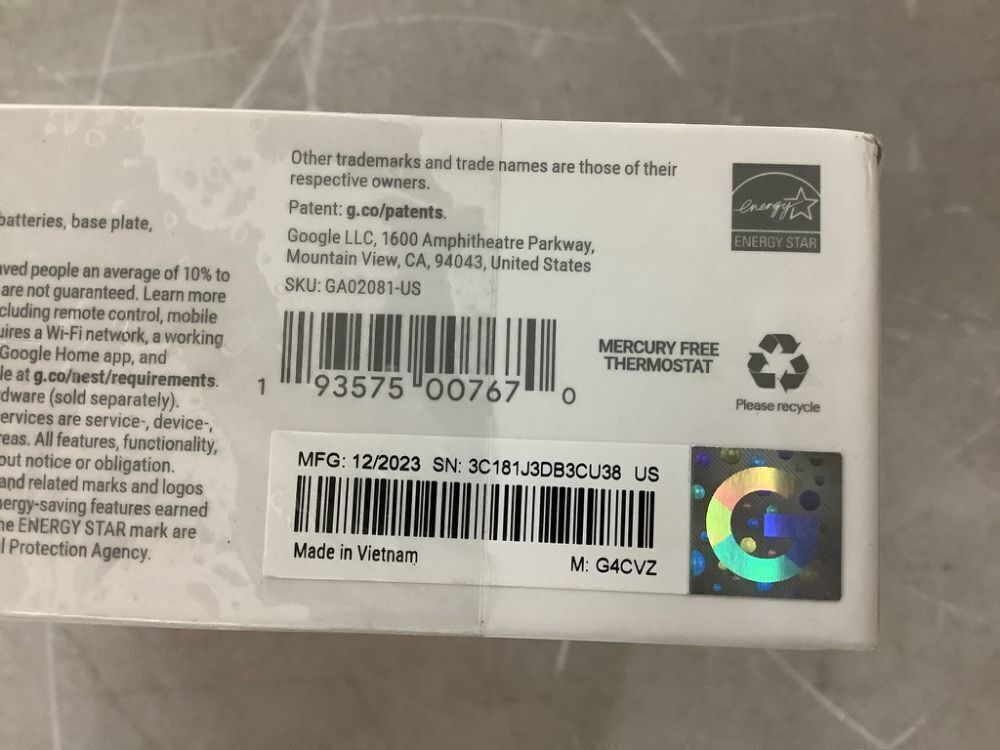 batteries, base plate,
aved people an average of 10% to
are not guaranteed. Learn more
cluding remote control, mobile
uires a Wi-Fi network, a working
Google Home app, and
le at g.co/nest/requirements.
dware (sold separately).
ervices are service-, device-,
eas. All features, functionality,
out notice or obligation.
and related marks and logos
nergy-saving features earned
he ENERGY STAR mark are
l Protection Agency.
Other trademarks and trade names are those of their
respective owners.
Patent: g.co/patents.
Google LLC, 1600 Amphitheatre Parkway,
Mountain View, CA, 94043, United States
SKU: GA02081-US
1 93575 00767 0
energy
ENERGY STAR
MERCURY FREE
THERMOSTAT
Please recycle
MFG: 12/2023 SN: 3C181J3DB3CU38 US
Made in Vietnam
M: G4CVZ
G